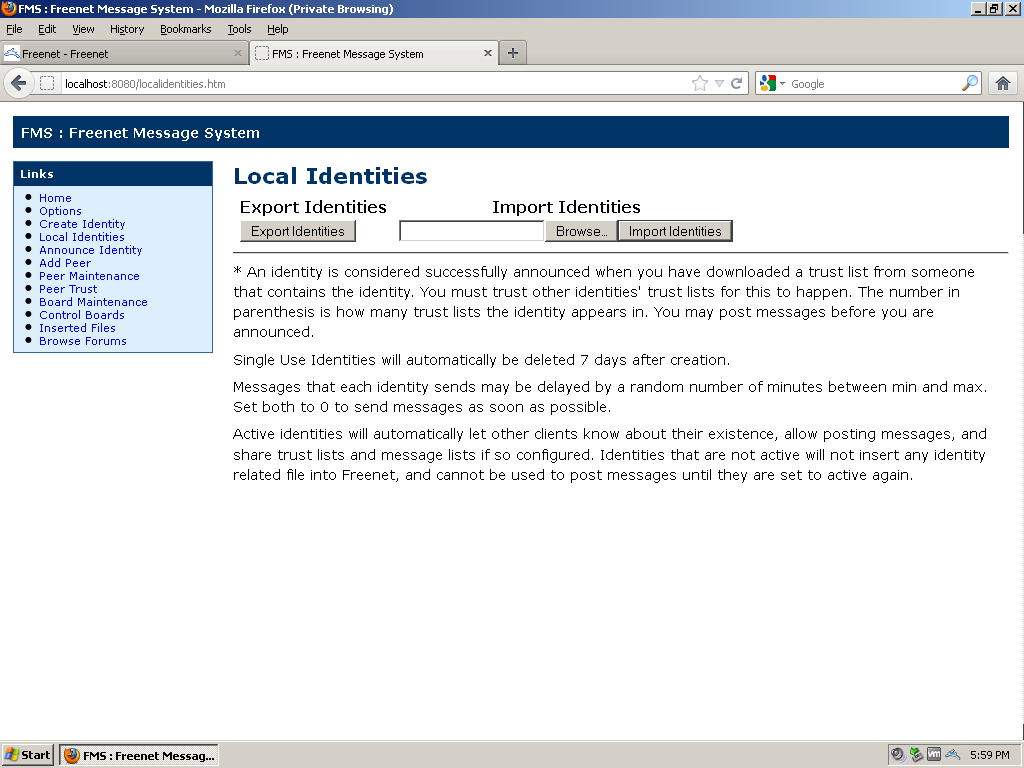 FMS : Freenet Message System - Mozilla Firefox (Private Browsing)
File Edit View History Bookmarks Tools Help
Freenet - Freenet
FMS : Freenet Message System
localhost:8080/localidentities.htm
Google
FMS : Freenet Message System
Links
Home
Options
Create Identity
Local Identities
Announce Identity
Add Peer
Peer Maintenance
Peer Trust
Board Maintenance
Control Boards
Inserted Files
Browse Forums
Local Identities
Export Identities Import Identities
Export Identities Browse... Import Identities
* An identity is considered successfully announced when you have downloaded a trust list from someone
that contains the identity. You must trust other identities' trust lists for this to happen. The number in
parenthesis is how many trust lists the identity appears in. You may post messages before you are
announced.
Single Use Identities will automatically be deleted 7 days after creation.
Messages that each identity sends may be delayed by a random number of minutes between min and max.
Set both to 0 to send messages as soon as possible.
Active identities will automatically let other clients know about their existence, allow posting messages, and
share trust lists and message lists if so configured. Identities that are not active will not insert any identity
related file into Freenet, and cannot be used to post messages until they are set to active again.
Start
FMS : Freenet Messag...
5:59 PM